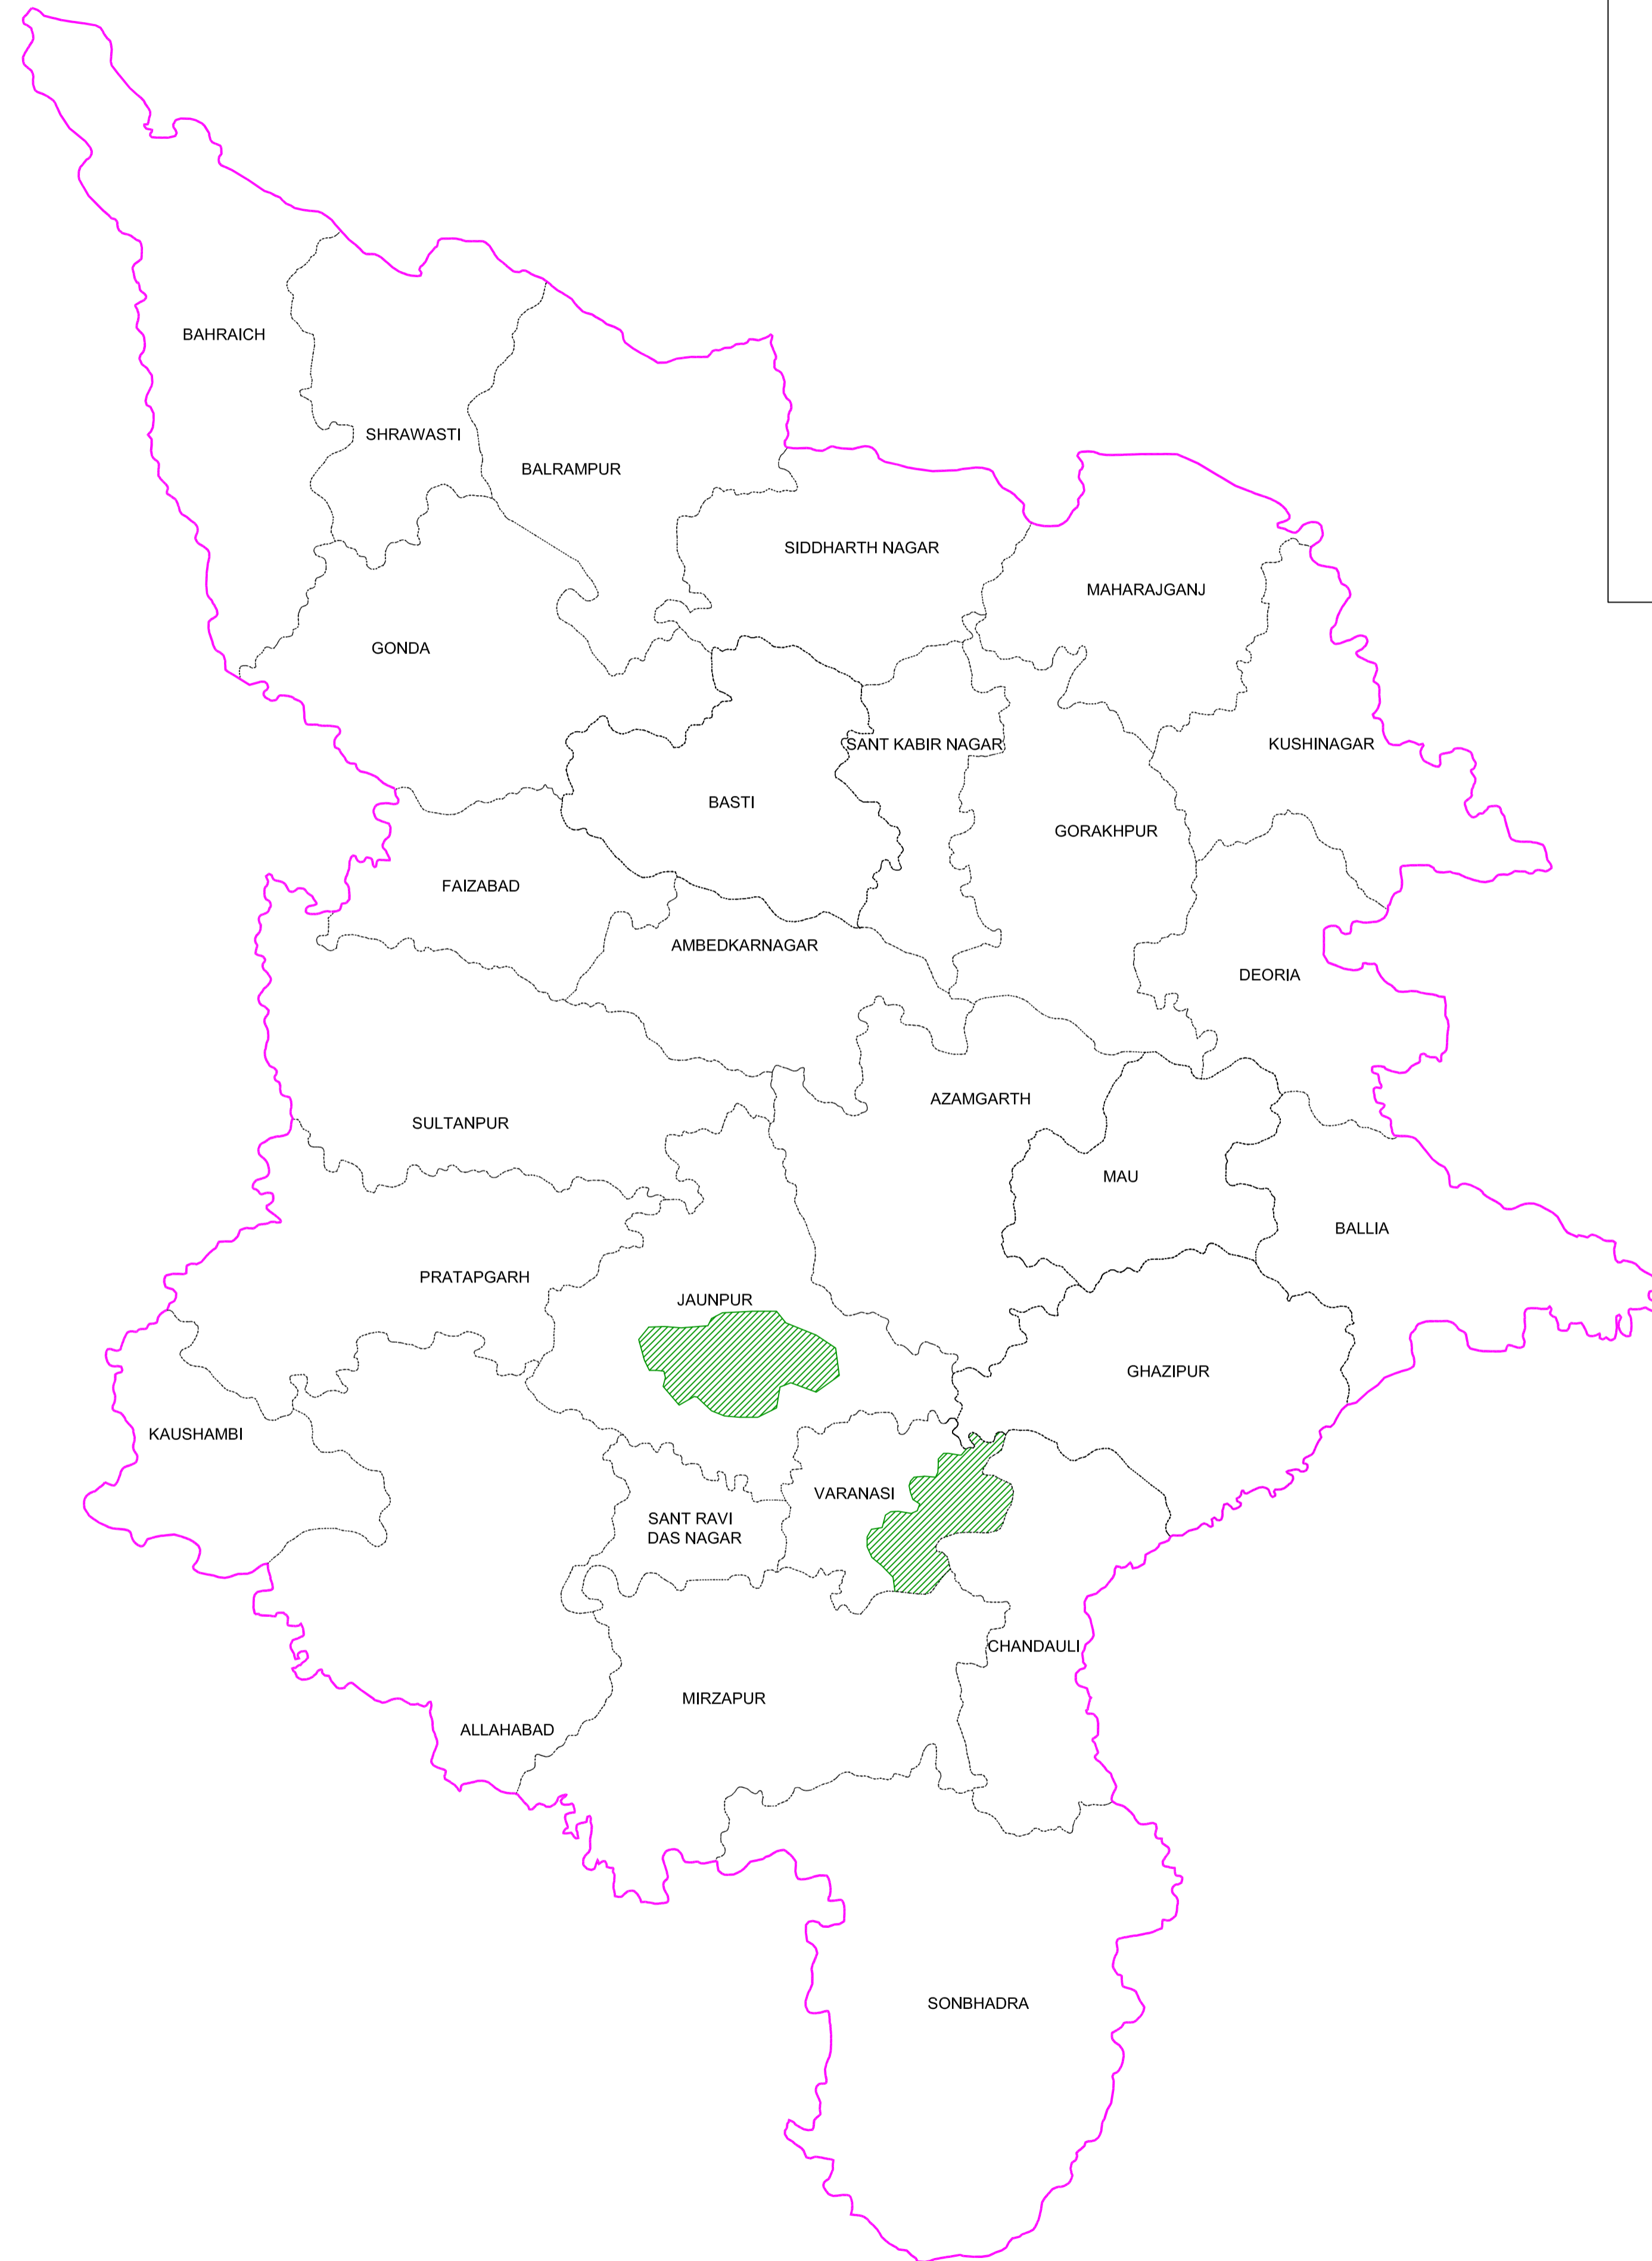 BAHRAICH
SHRAWASTI
BALRAMPUR
SIDDHARTH NAGAR
MAHARAJGANJ
GONDA
SANT KABIR NAGAR
KUSHINAGAR
BASTI
GORAKHPUR
FAIZABAD
AMBEDKARNAGAR
DEORIA
AZAMGARTH
SULTANPUR
MAU
BALLIA
PRATAPGARH
JAUNPUR
GHAZIPUR
KAUSHAMBI
VARANASI
SANT RAVI
DAS NAGAR
CHANDAULI
MIRZAPUR
ALLAHABAD
SONBHADRA